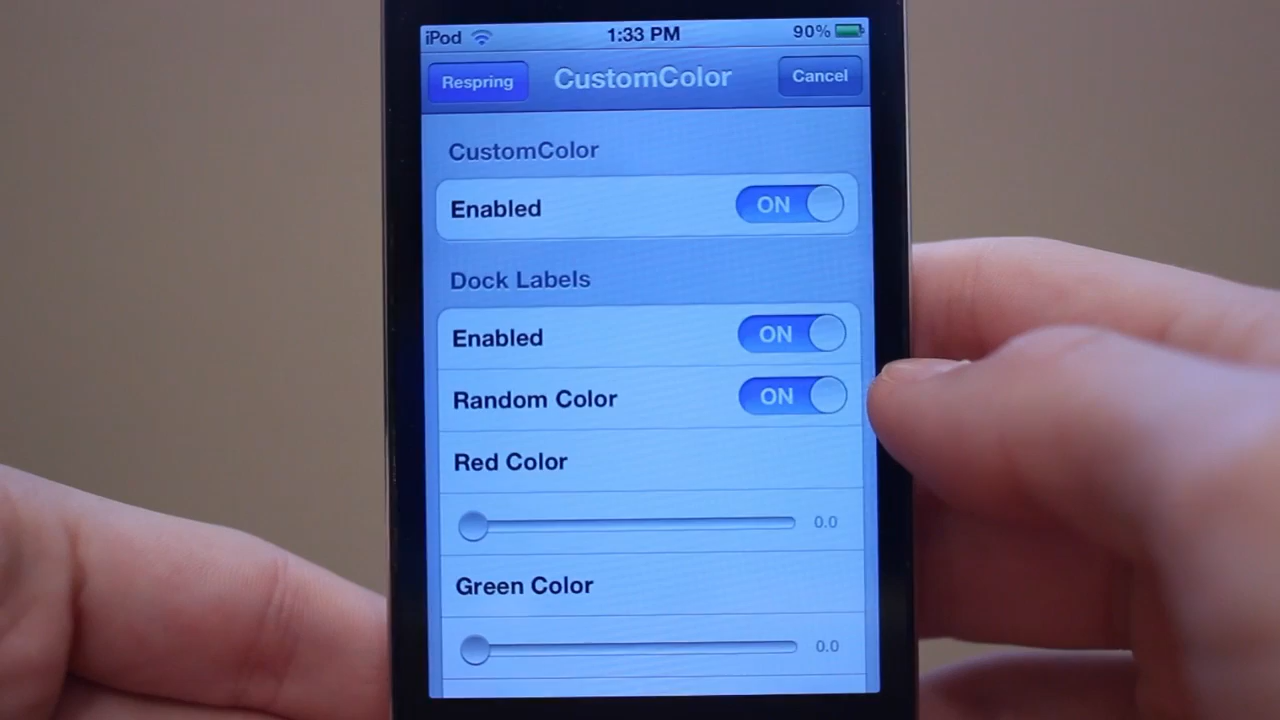 iPod 1:33 PM 90%
Respring CustomColor Cancel
CustomColor
Enabled ON
Dock Labels
Enabled ON
Random Color ON
Red Color
0.0
Green Color
0.0